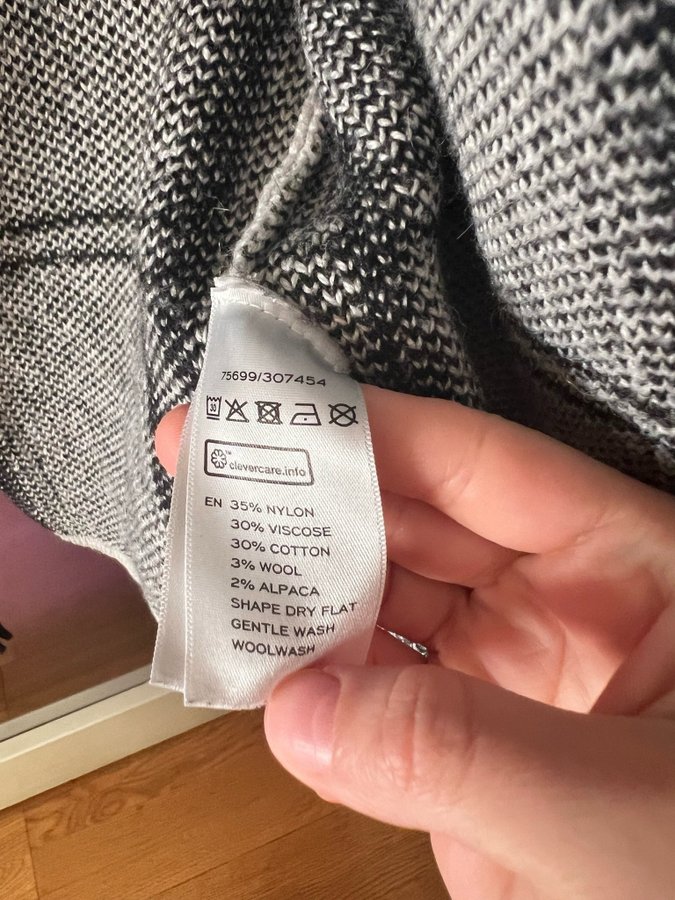 75699/307454
30
clevercare.info
EN 35% NYLON
30% VISCOSE
30% COTTON
3% WOOL
2% ALPACA
SHAPE DRY FLAT
GENTLE WASH
WOOLWASH